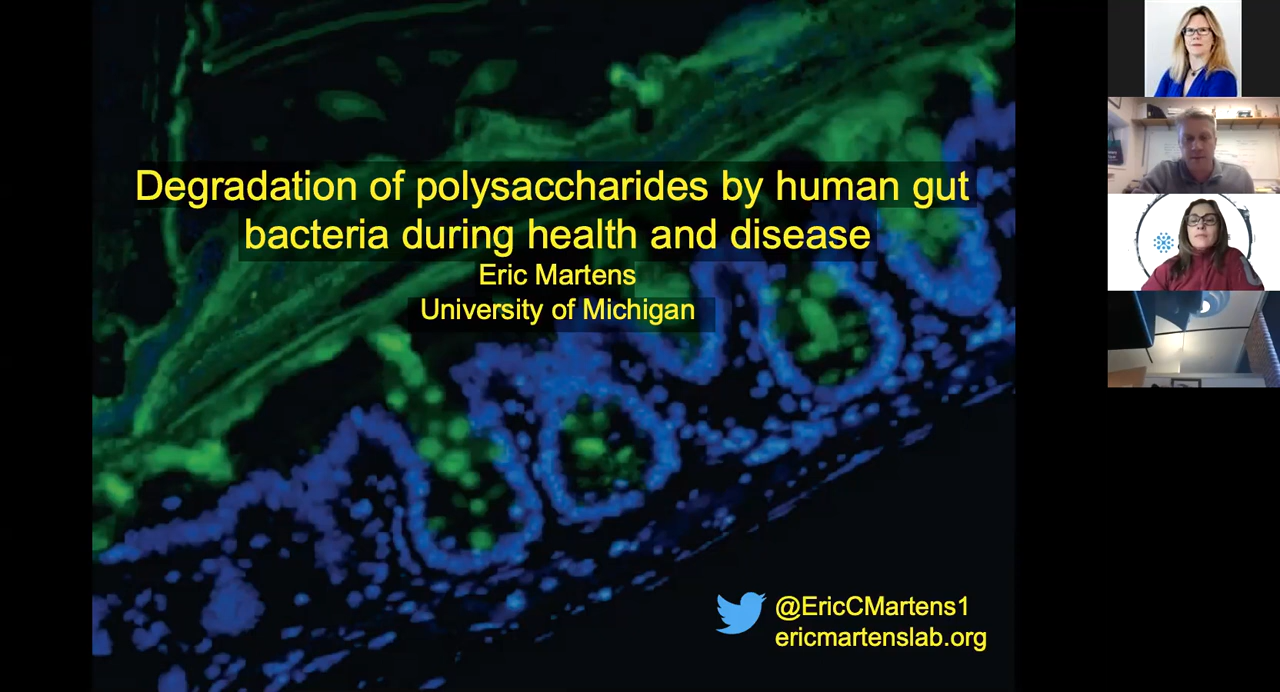 Degradation of polysaccharides by human gut
bacteria during health and disease
Eric Martens
University of Michigan
@EricCMartens1
ericmartenslab.org